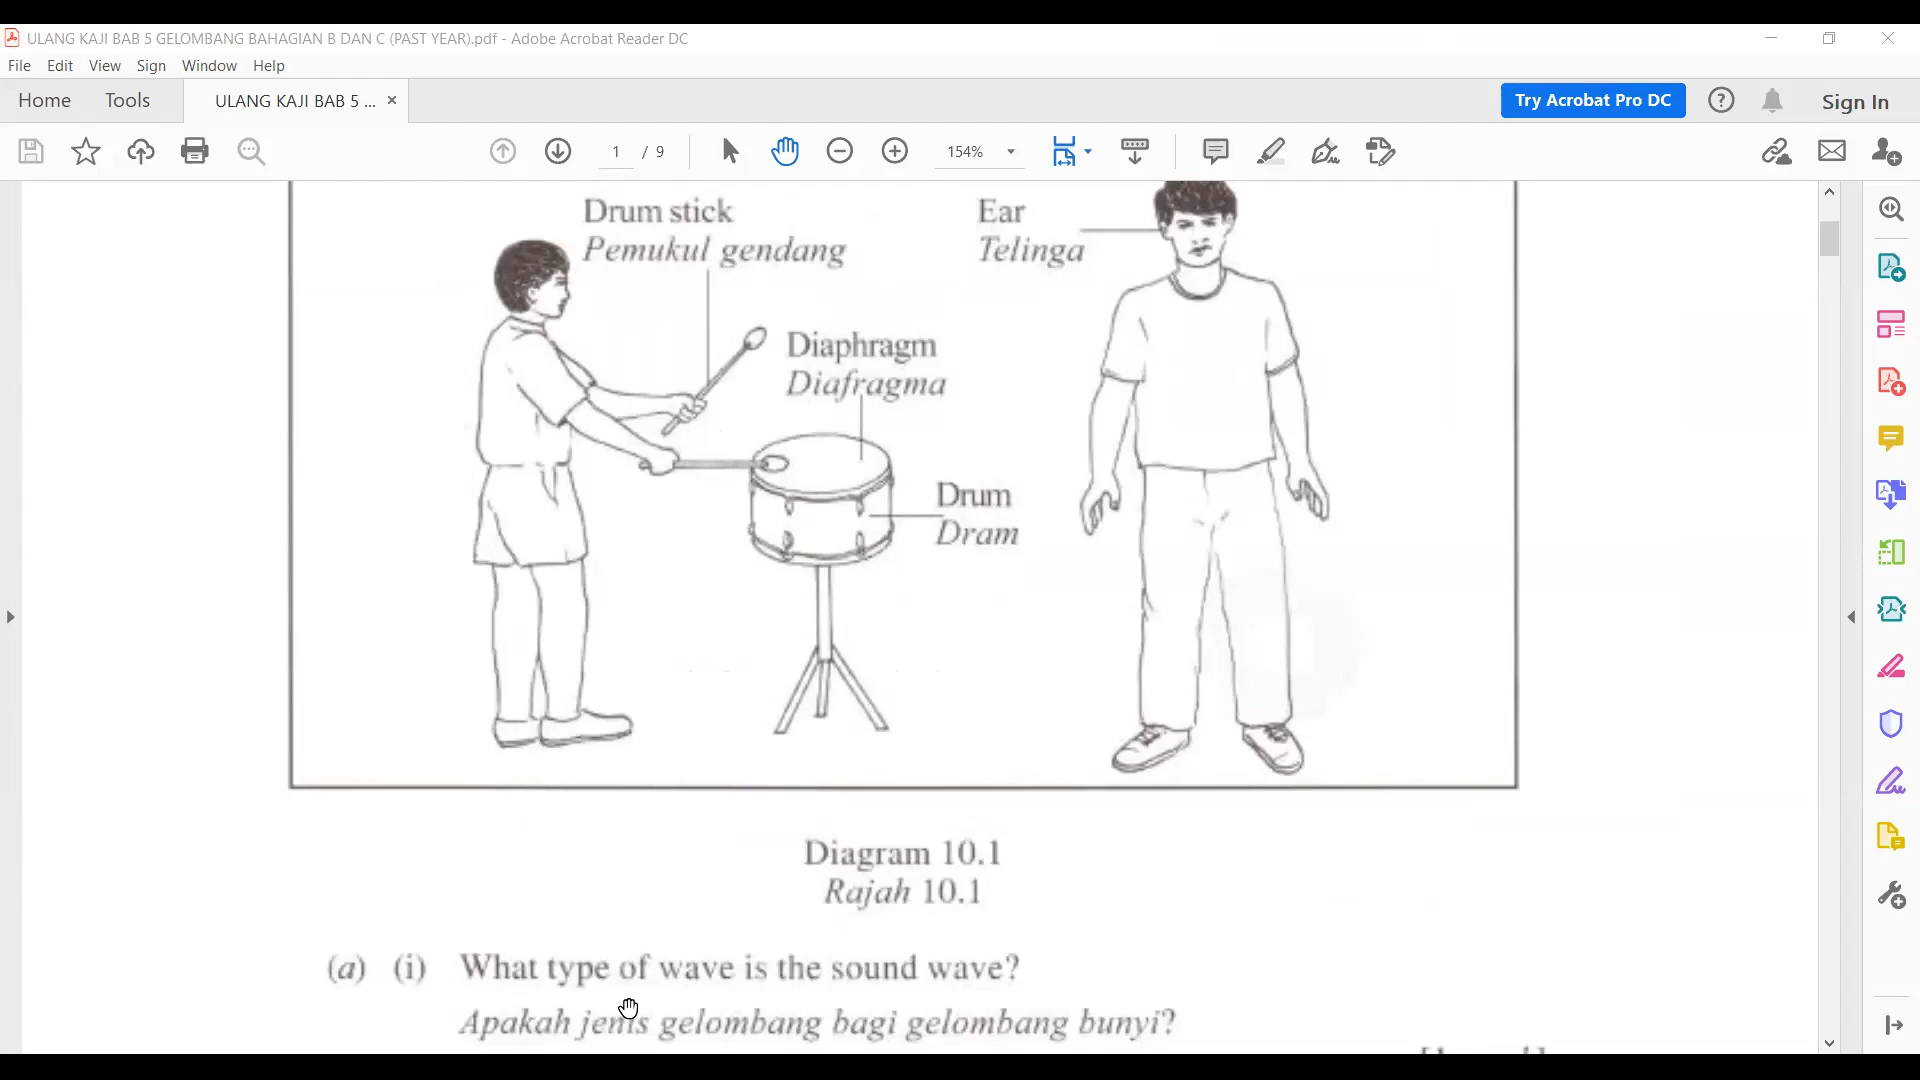 ULANG KAJI BAB 5 GELOMBANG BAHAGIAN B DAN C (PAST YEAR).pdf - Adobe Acrobat Reader DC
File Edit View Sign Window Help
Home Tools ULANG KAJI BAB 5 ... × Try Acrobat Pro DC ? Sign In
1 / 9 154%
Drum stick
Pemukul gendang
Ear
Telinga
Diaphragm
Diafragma
Drum
Dram
Diagram 10.1
Rajah 10.1
(a) (i) What type of wave is the sound wave?
Apakah jenis gelombang bagi gelombang bunyi?